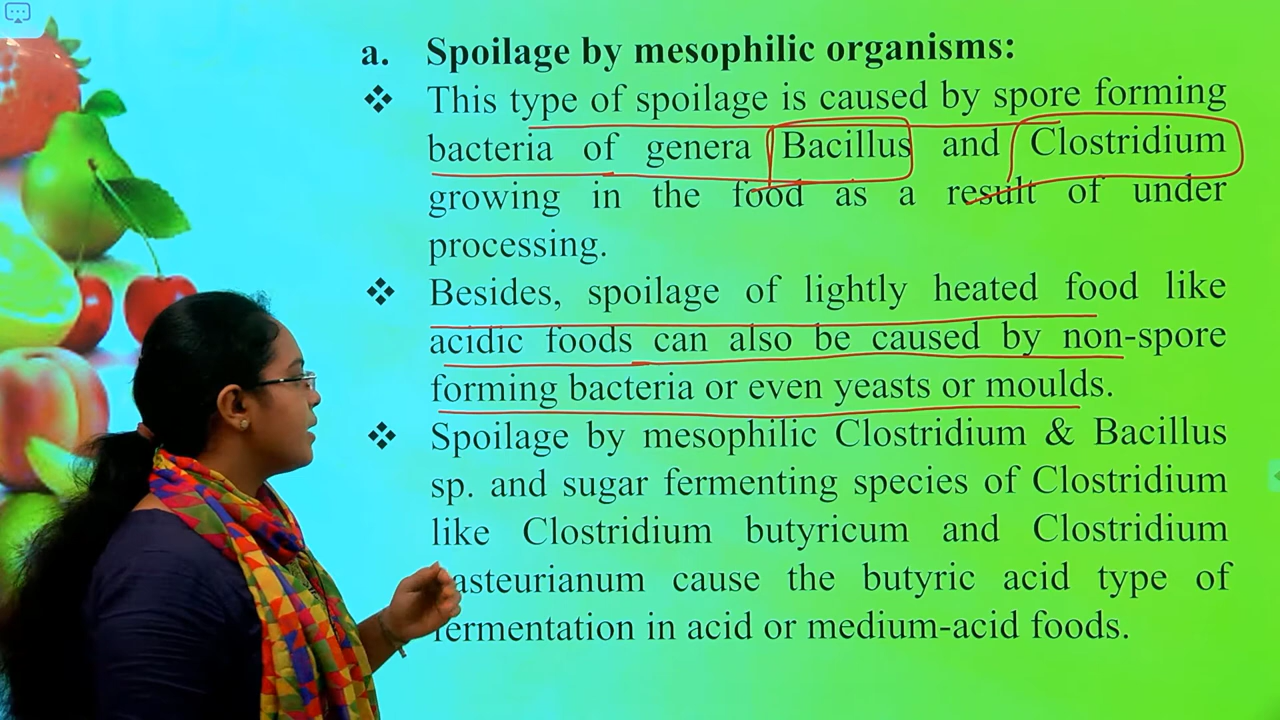 a. Spoilage by mesophilic organisms:
❖ This type of spoilage is caused by spore forming
bacteria of genera Bacillus and Clostridium
growing in the food as a result of under
processing.
❖ Besides, spoilage of lightly heated food like
acidic foods can also be caused by non-spore
forming bacteria or even yeasts or moulds.
❖ Spoilage by mesophilic Clostridium & Bacillus
sp. and sugar fermenting species of Clostridium
like Clostridium butyricum and Clostridium
asteurianum cause the butyric acid type of
fermentation in acid or medium-acid foods.